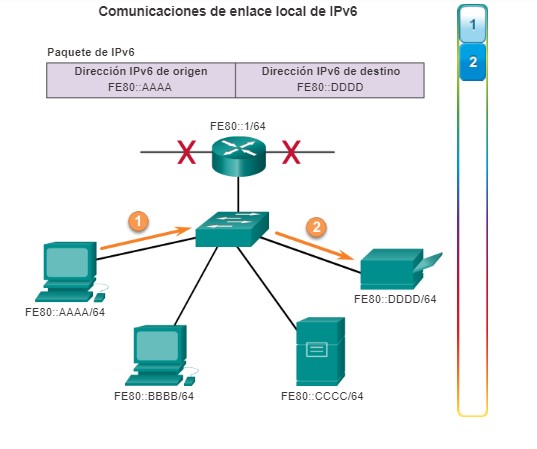 Comunicaciones de enlace local de IPv6
1
2
Paquete de IPv6
Dirección IPv6 de origen
FE80::AAAA
Dirección IPv6 de destino
FE80::DDDD
FE80::1/64
1
2
FE80::AAAA/64
FE80::DDDD/64
FE80::BBBB/64
FE80::CCCC/64